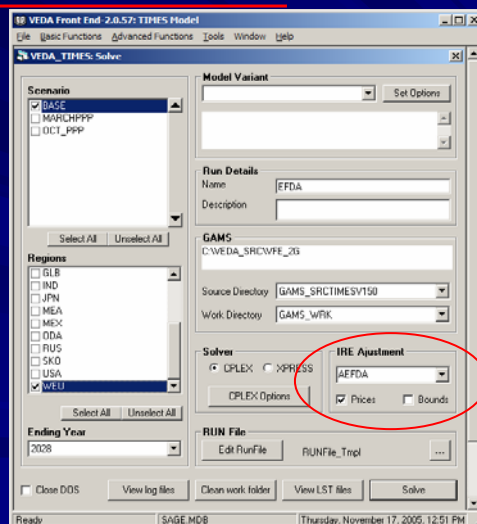 VEDA Front End-2.0.57: TIMES Model
File Basic Functions Advanced Functions Tools Window Help
VEDA_TIMES: Solve
Scenario
BASE
MARCHPPP
OCT_PPP
Select All Unselect All
Regions
GLB
IND
JPN
MEA
MEX
ODA
RUS
SKO
USA
WEU
Select All Unselect All
Ending Year
2028
Model Variant
Set Options
Run Details
Name EFDA
Description
GAMS
C:\VEDA_SRC\VFE_2G
Source Directory GAMS_SRCTIMESV150
Work Directory GAMS_WRK
Solver
CPLEX XPRESS
CPLEX Options
IRE Ajustment
AEFDA
Prices Bounds
RUN File
Edit RunFile RUNFile_Tmpl ...
Close DOS View log files Clean work folder View LST files Solve
Ready SAGE.MDB Thursday, November 17, 2005, 12:51 PM